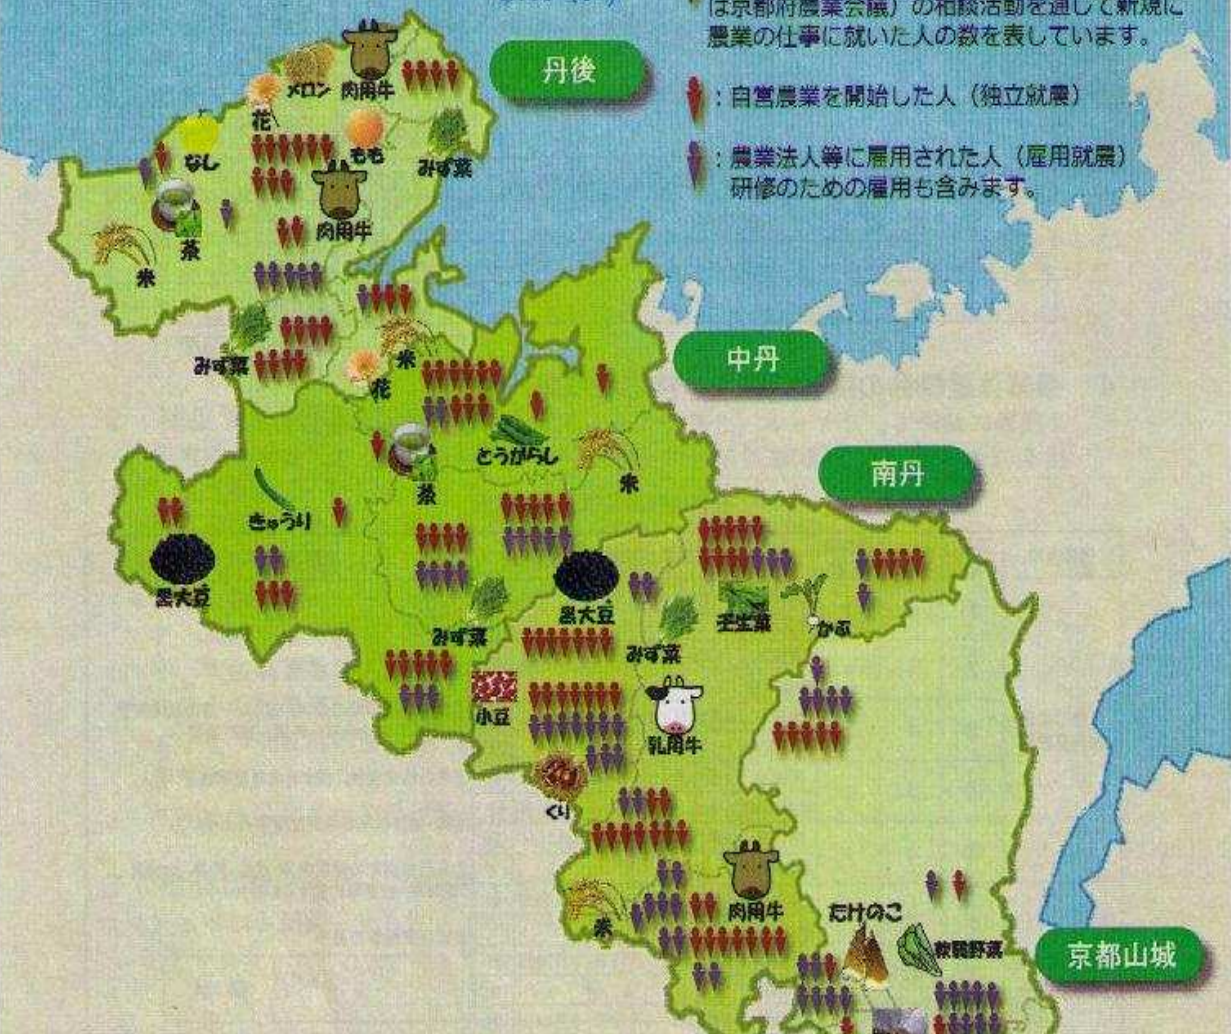 は京都府農業会議）の相談活動を通して新規に
農業の仕事に就いた人の数を表しています。
：自営農業を開始した人（独立就農）
：農業法人等に雇用された人（雇用就農）
研修のための雇用も含みます。
丹後
メロン
肉用牛
花
なし
もも
みず菜
茶
肉用牛
米
みず菜
米
花
中丹
とうがらし
米
茶
南丹
きゅうり
黒大豆
黒大豆
みず菜
壬生菜
かぶ
みず菜
小豆
乳用牛
くり
肉用牛
米
たけのこ
軟弱野菜
京都山城